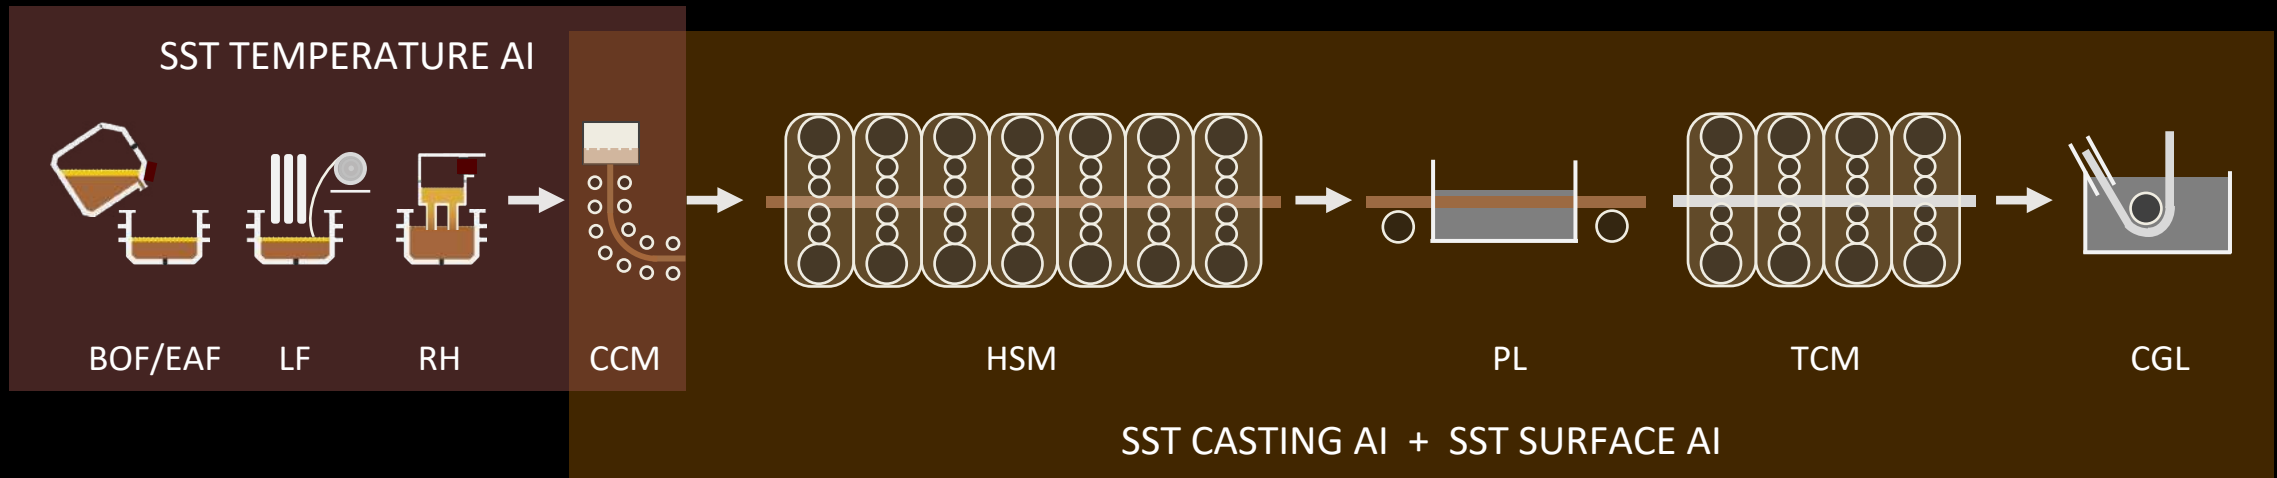 SST TEMPERATURE AI
BOF/EAF LF RH CCM HSM PL TCM CGL
SST CASTING AI + SST SURFACE AI